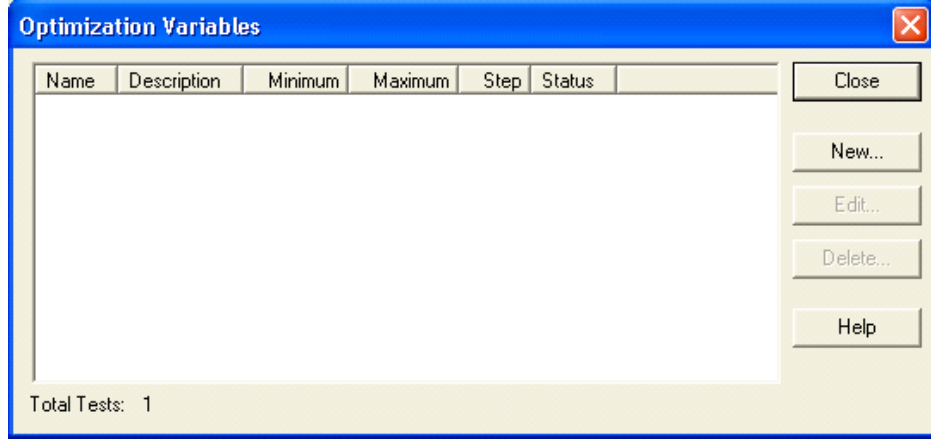 Optimization Variables
Name Description Minimum Maximum Step Status
Close
New...
Edit...
Delete...
Help
Total Tests: 1